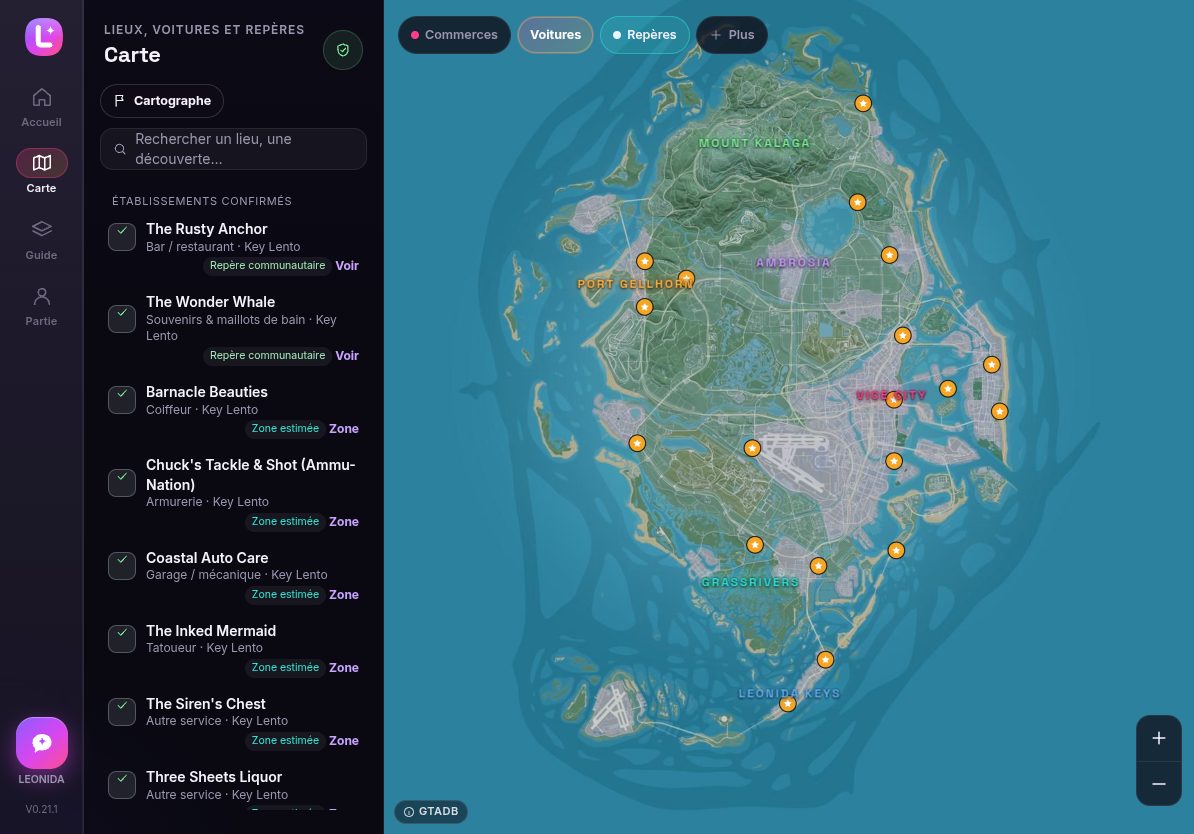 LIEUX, VOITURES ET REPÈRES
Carte
Cartographe
Rechercher un lieu, une
découverte…
Accueil
Carte
Guide
Partie
LEONIDA
V0.21.1
ÉTABLISSEMENTS CONFIRMÉS
The Rusty Anchor
Bar / restaurant · Key Lento
Repère communautaire Voir
The Wonder Whale
Souvenirs & maillots de bain · Key
Lento
Repère communautaire Voir
Barnacle Beauties
Coiffeur · Key Lento
Zone estimée Zone
Chuck's Tackle & Shot (Ammu-
Nation)
Armurerie · Key Lento
Zone estimée Zone
Coastal Auto Care
Garage / mécanique · Key Lento
Zone estimée Zone
The Inked Mermaid
Tatoueur · Key Lento
Zone estimée Zone
The Siren's Chest
Autre service · Key Lento
Zone estimée Zone
Three Sheets Liquor
Autre service · Key Lento
Commerces Voitures Repères + Plus
MOUNT KALAGA
AMBROSIA
PORT GELLHORN
VICE CITY
GRASSRIVERS
LEONIDA KEYS
GTADB